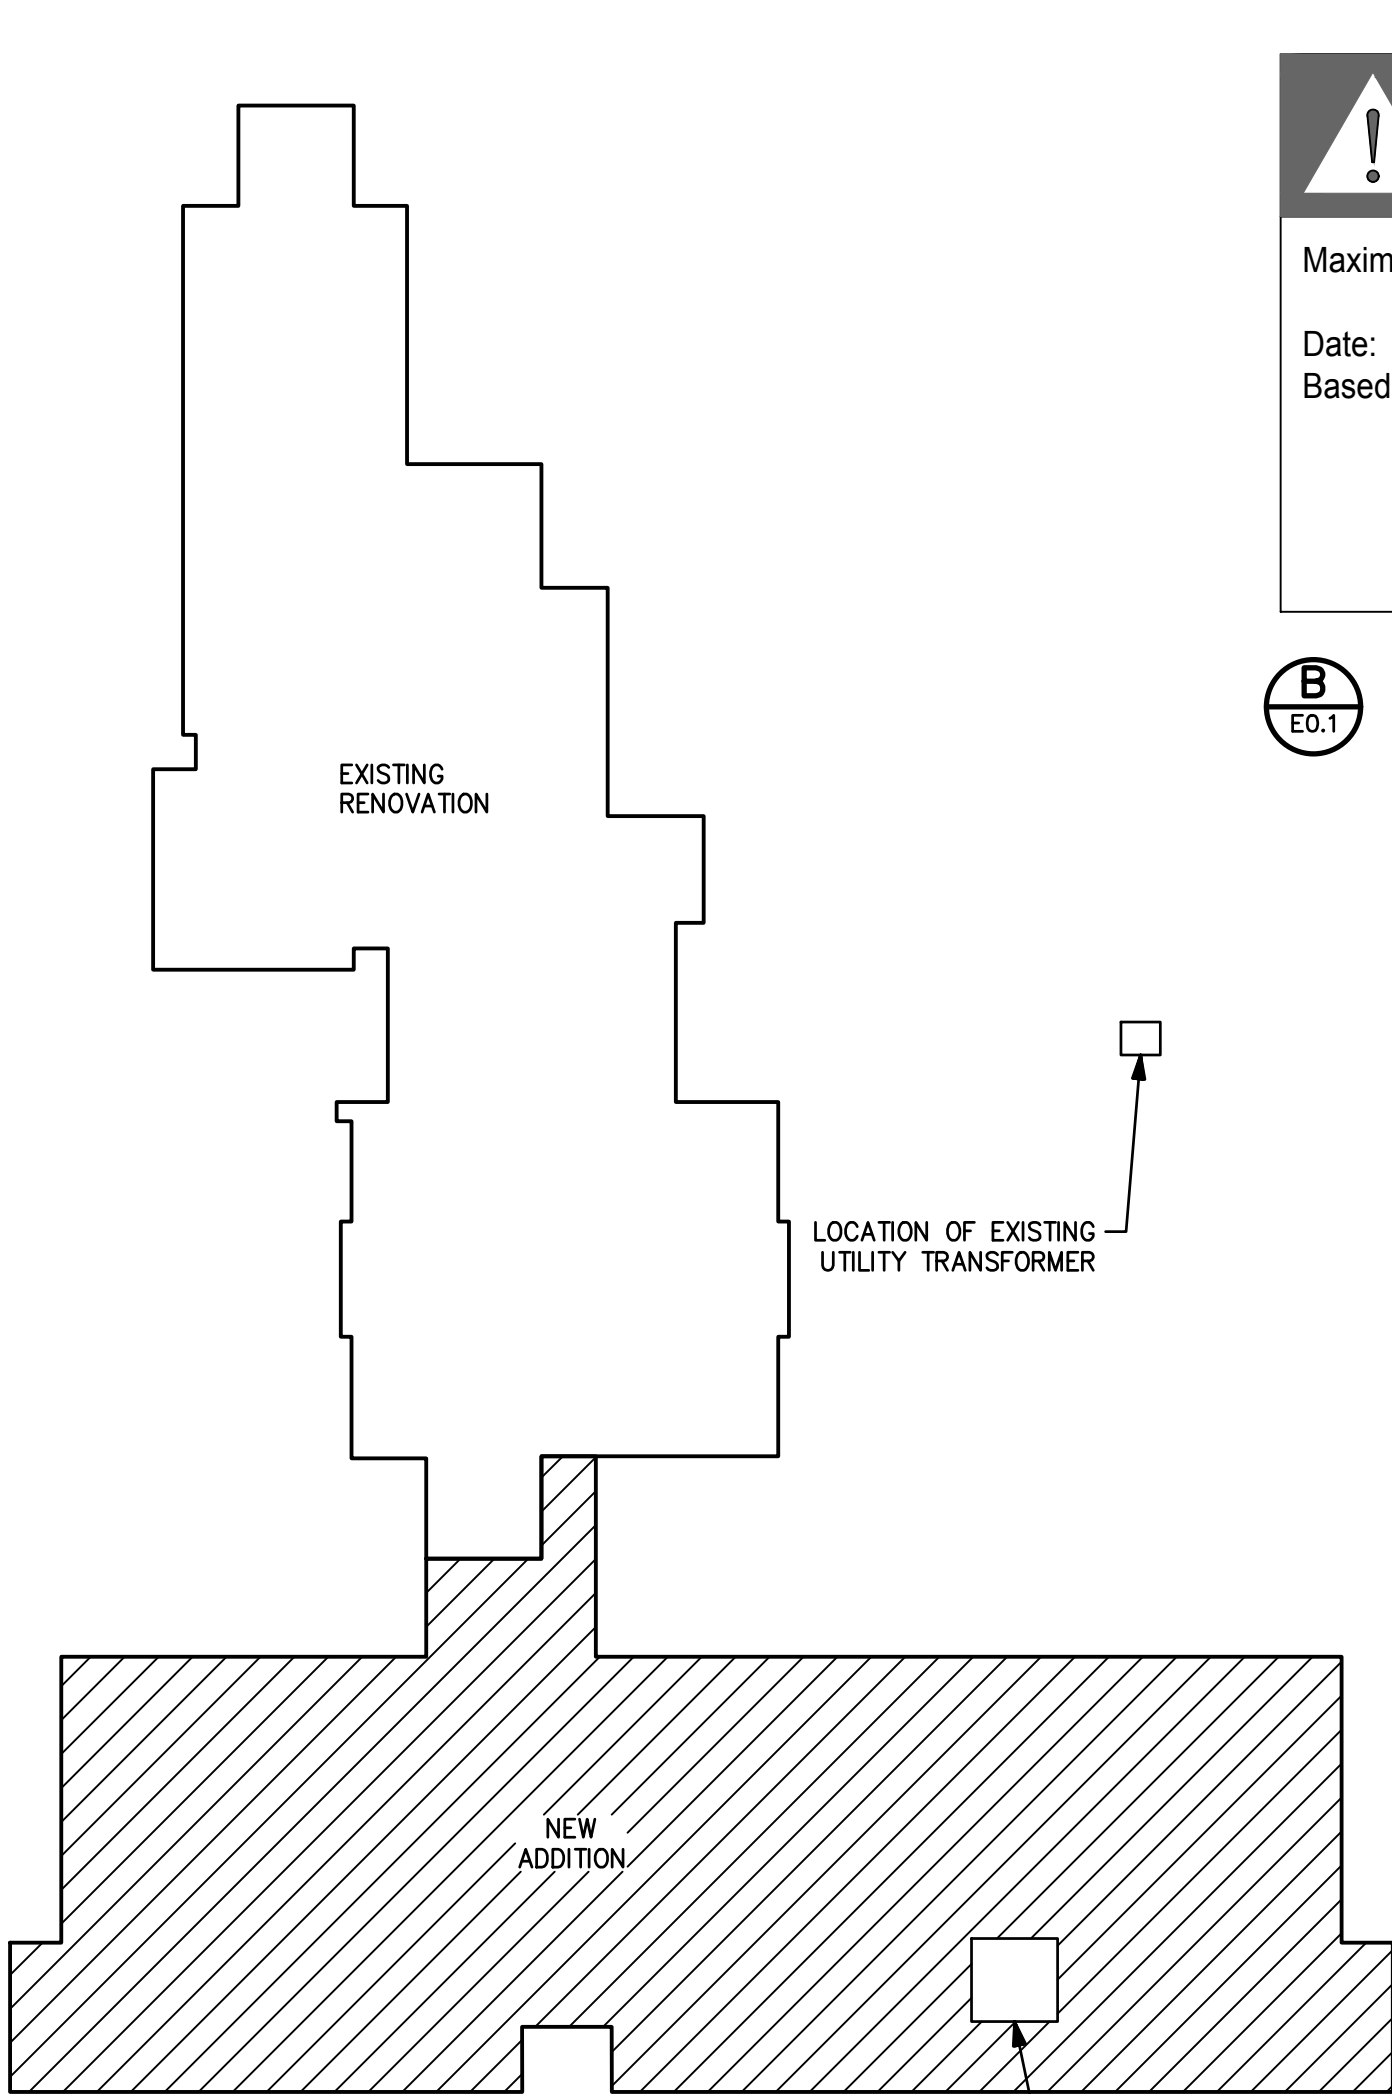 !
Maxim
Date:
Based
B
E0.1
EXISTING
RENOVATION
LOCATION OF EXISTING
UTILITY TRANSFORMER
NEW
ADDITION